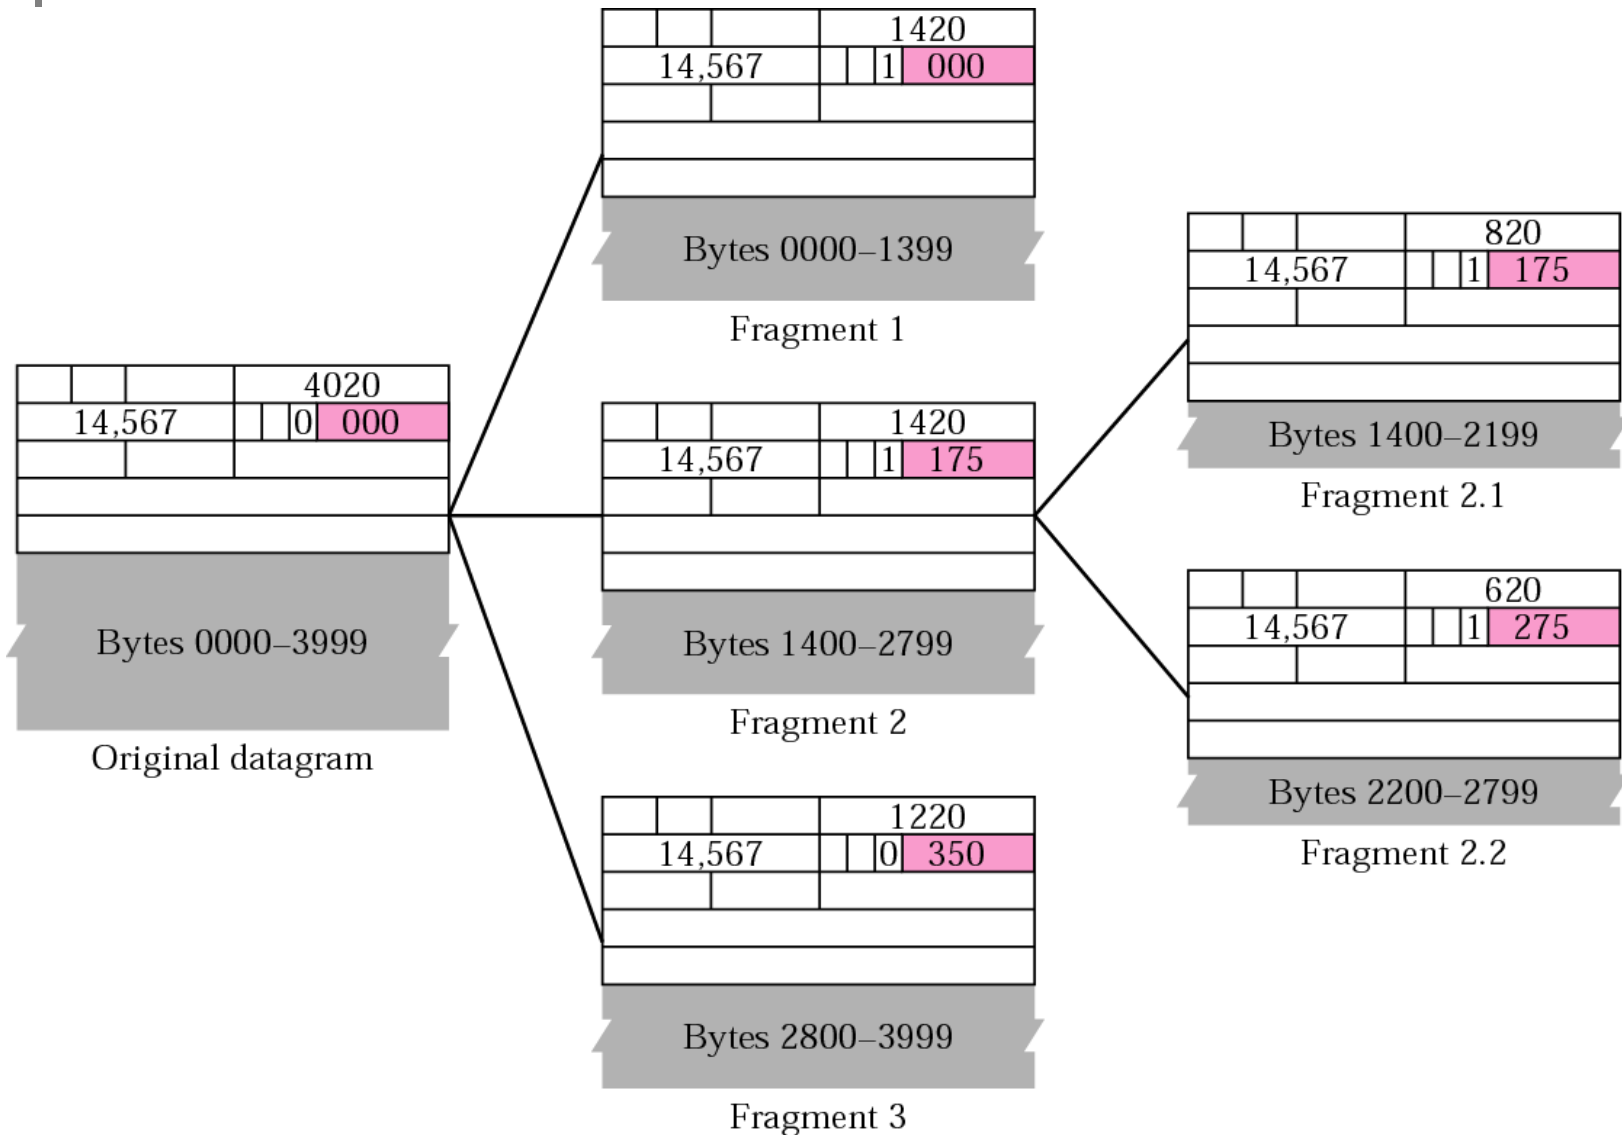 4020
14,567 0 000
Bytes 0000–3999
Original datagram
1420
14,567 1 000
Bytes 0000–1399
Fragment 1
1420
14,567 1 175
Bytes 1400–2799
Fragment 2
1220
14,567 0 350
Bytes 2800–3999
Fragment 3
820
14,567 1 175
Bytes 1400–2199
Fragment 2.1
620
14,567 1 275
Bytes 2200–2799
Fragment 2.2